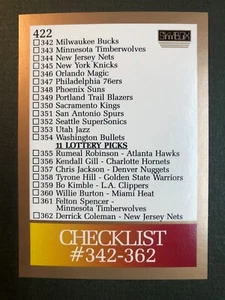 422
SKYBOX
342 Milwaukee Bucks
343 Minnesota Timberwolves
344 New Jersey Nets
345 New York Knicks
346 Orlando Magic
347 Philadelphia 76ers
348 Phoenix Suns
349 Portland Trail Blazers
350 Sacramento Kings
351 San Antonio Spurs
352 Seattle SuperSonics
353 Utah Jazz
354 Washington Bullets
11 LOTTERY PICKS
355 Rumeal Robinson - Atlanta Hawks
356 Kendall Gill - Charlotte Hornets
357 Chris Jackson - Denver Nuggets
358 Tyrone Hill - Golden State Warriors
359 Bo Kimble - L.A. Clippers
360 Willie Burton - Miami Heat
361 Felton Spencer -
Minnesota Timberwolves
362 Derrick Coleman - New Jersey Nets
CHECKLIST
#342-362